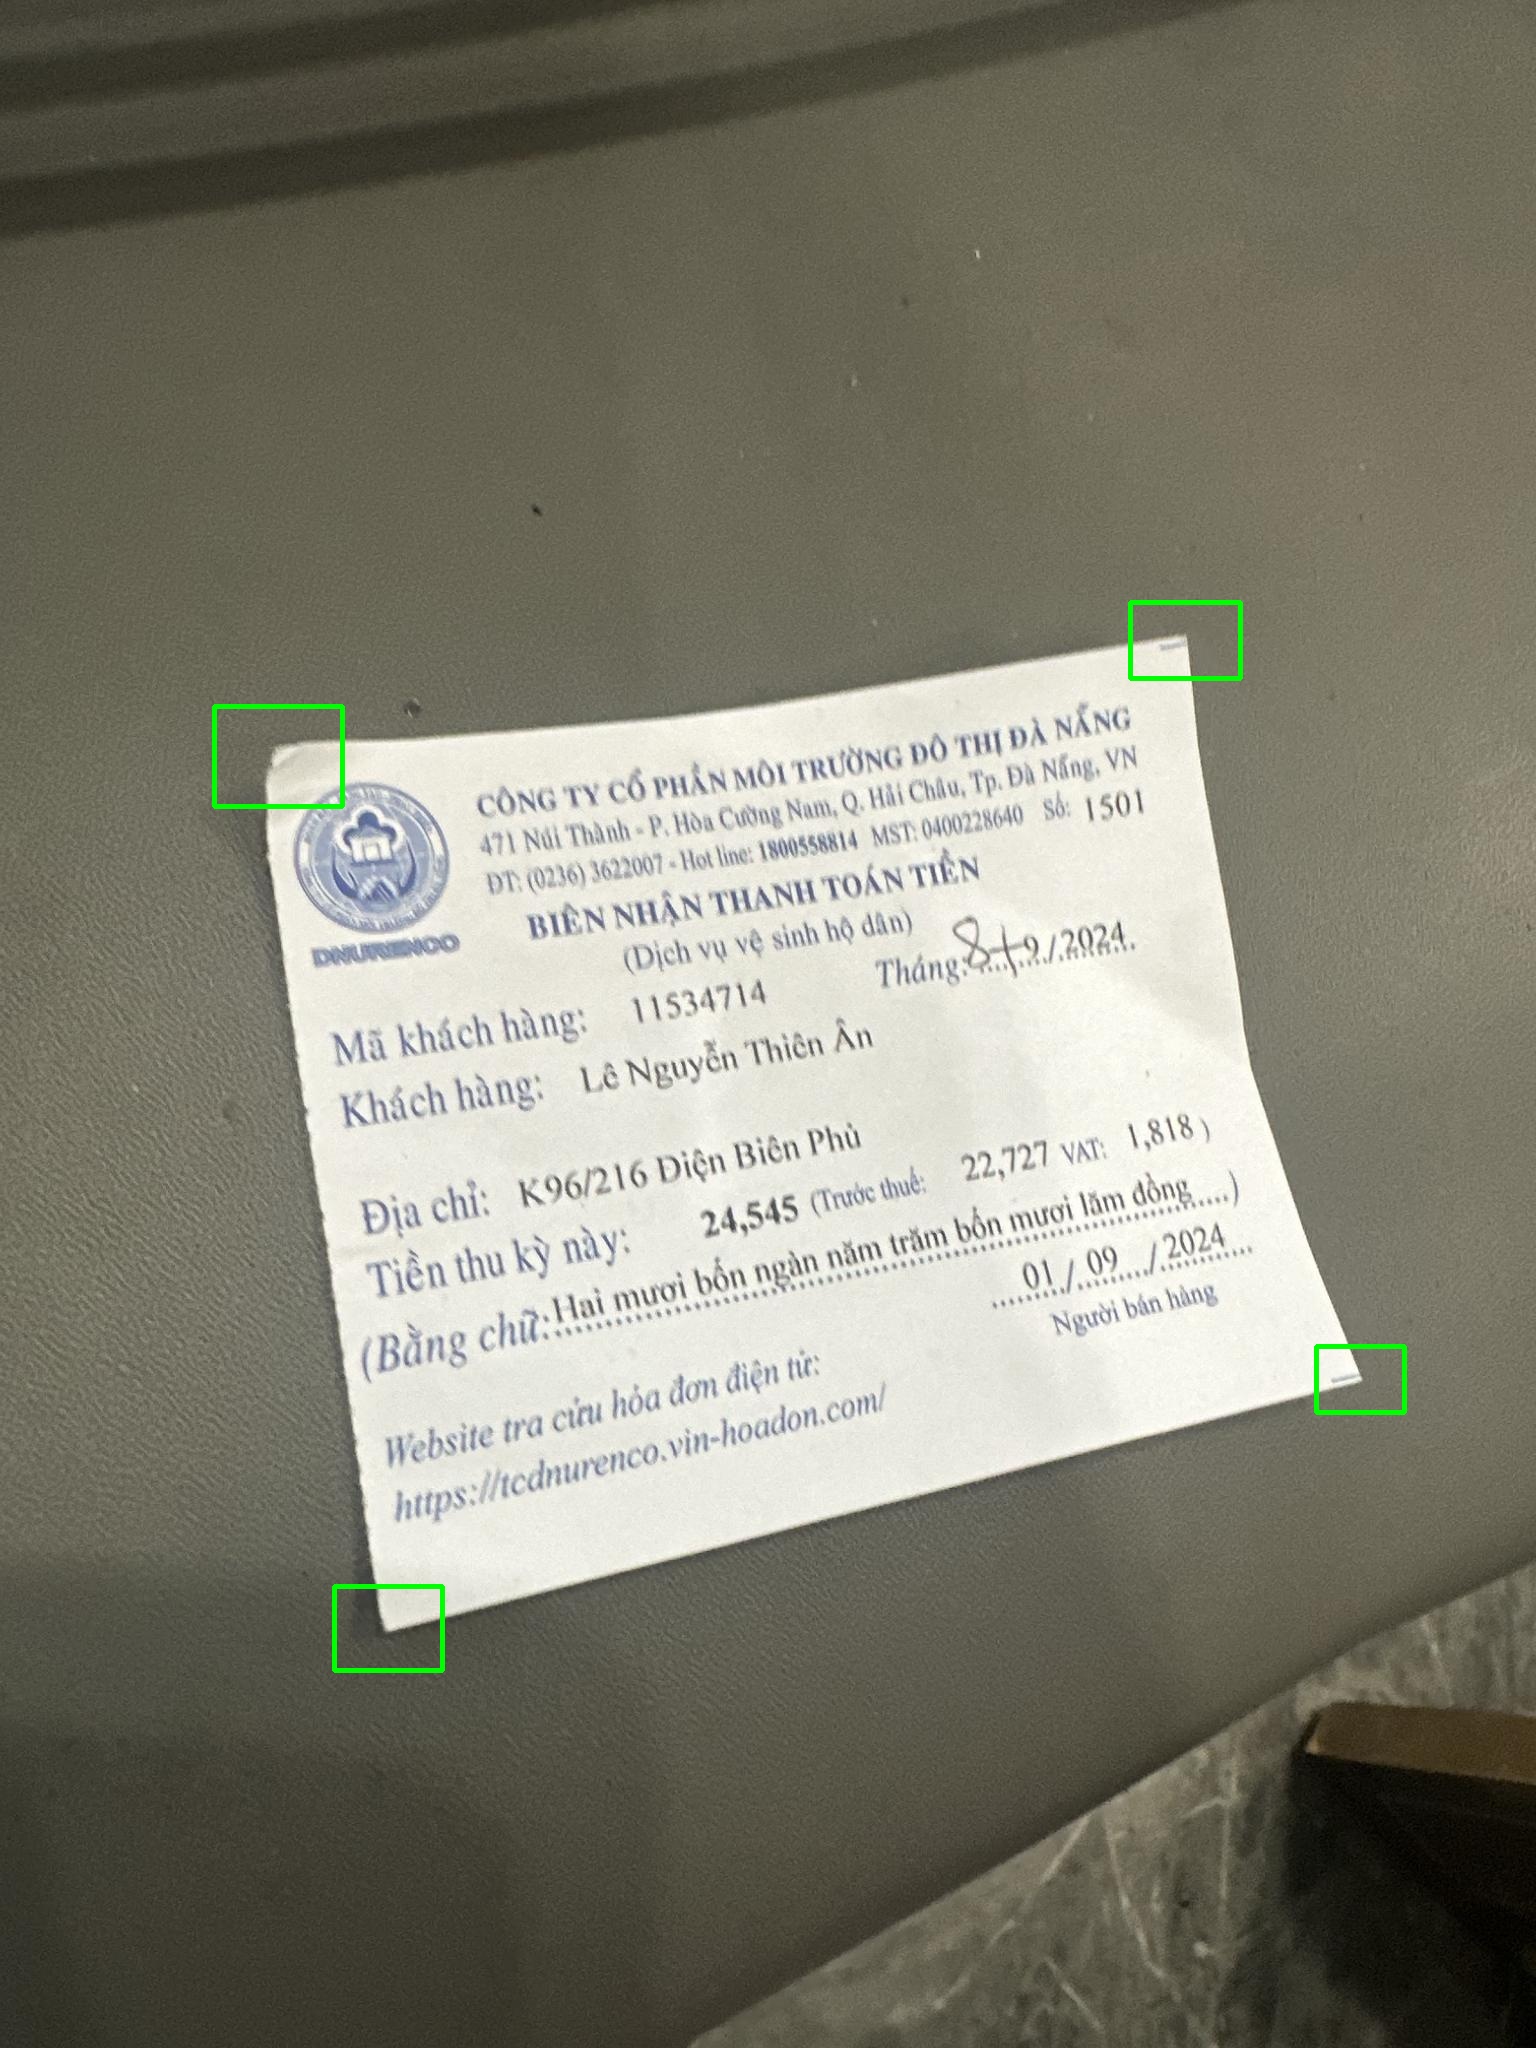 CÔNG TY CỔ PHẦN MÔI TRƯỜNG ĐÔ THỊ ĐÀ NẴNG
471 Núi Thành - P. Hòa Cường Nam, Q. Hải Châu, Tp. Đà Nẵng, VN
ĐT: (0236) 3622007 - Hot line: 1800558814 MST: 0400228640 Số: 1501
DNURENCO
BIÊN NHẬN THANH TOÁN TIỀN
(Dịch vụ vệ sinh hộ dân)
Mã khách hàng: 11534714 Tháng: 8+9/2024
Khách hàng: Lê Nguyễn Thiên Ân
Địa chỉ: K96/216 Điện Biên Phủ
Tiền thu kỳ này: 24,545 (Trước thuế: 22,727 VAT: 1,818 )
(Bằng chữ: Hai mươi bốn ngàn năm trăm bốn mươi lăm đồng ....)
01 / 09 / 2024
Người bán hàng
Website tra cứu hóa đơn điện tử:
https://tcdnurenco.vin-hoadon.com/